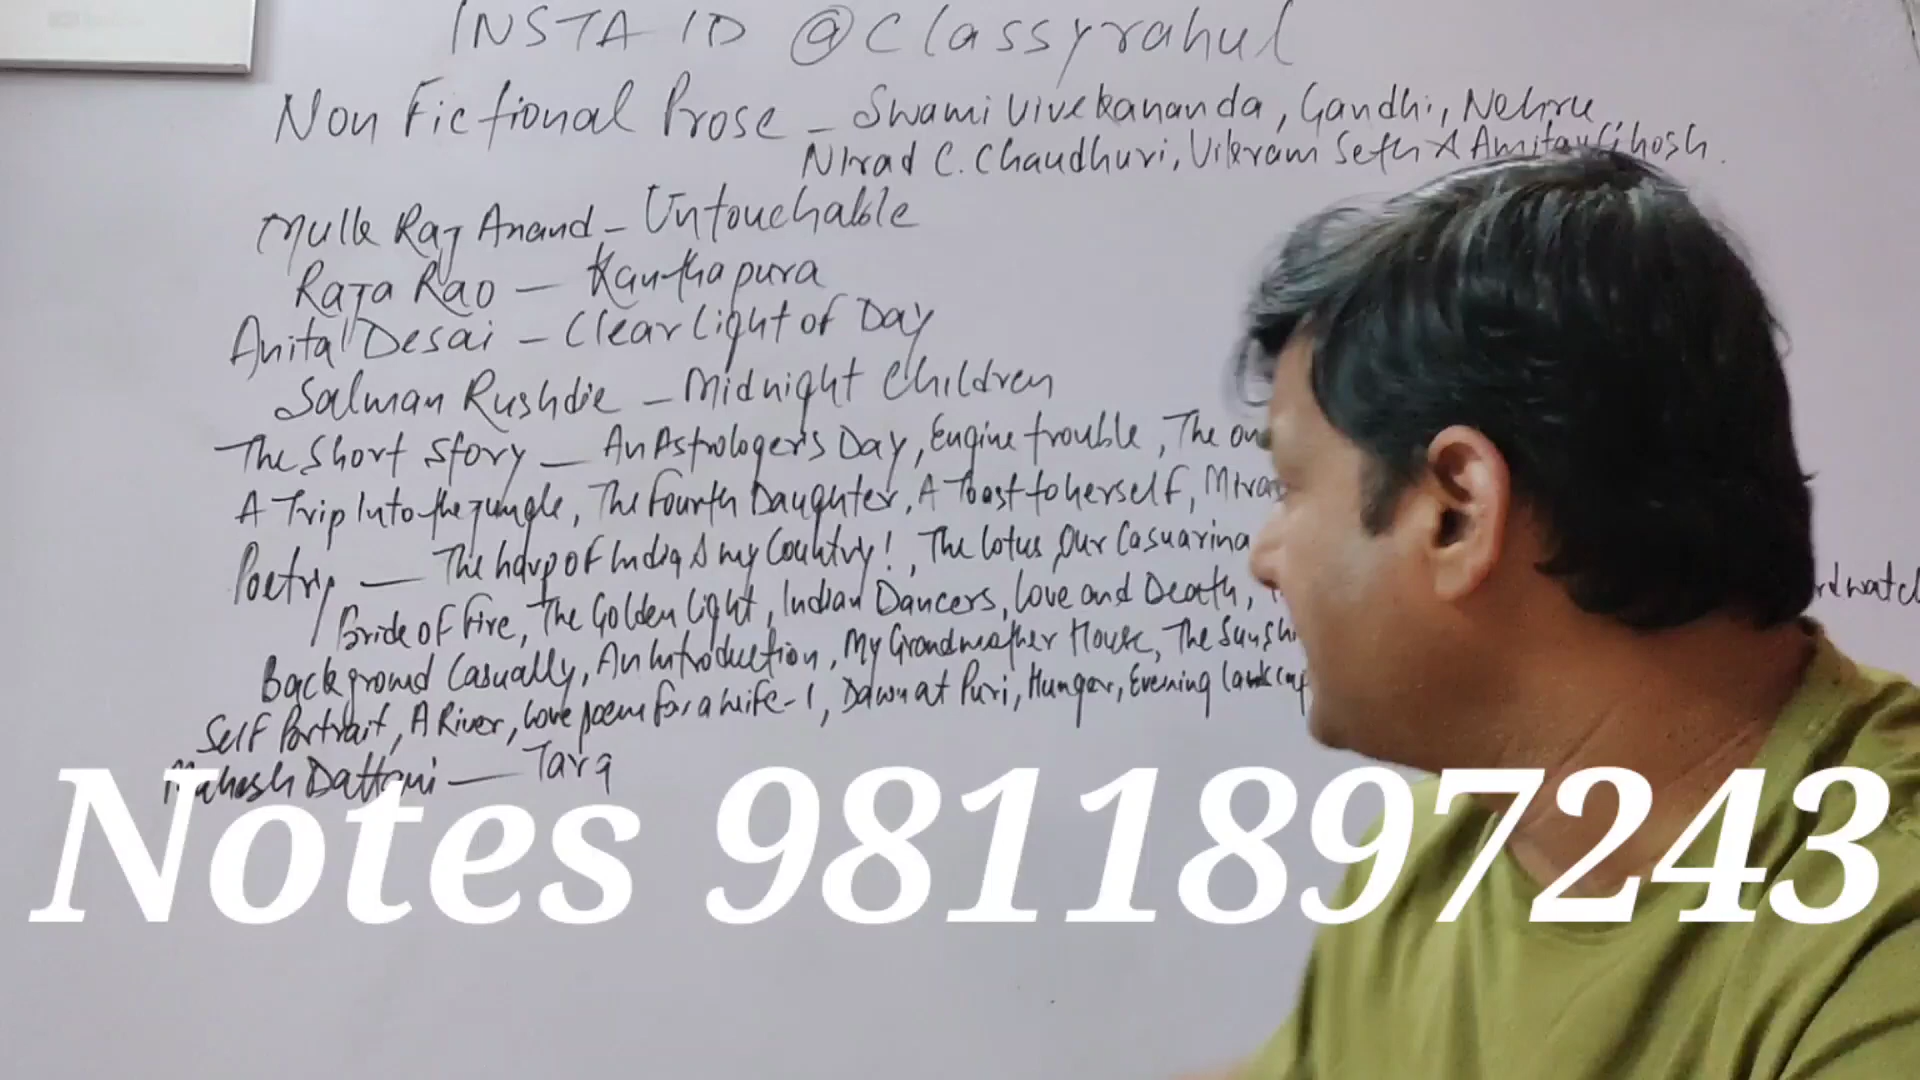 INSTA ID @Classyrahul
Non Fictional Prose - Swami Vivekananda, Gandhi, Nehru,
Nirad C. Chaudhuri, Vikram Seth & Amitav Ghosh.
Mulk Raj Anand - Untouchable
Raja Rao - Kanthapura
Anita Desai - Clear Light of Day
Salman Rushdie - Midnight Children
The Short Story - An Astrologer's Day, Engine trouble, The
A Trip Into the jungle, The Fourth Daughter, A Toast to herself,
Poetry - The harp of India, my Country!, The Lotus, Our Casuarina
Bride of Fire, The Golden Light, Indian Dancers, Love and Death,
Background Casually, An Introduction, My Grandmother House, The
Self Portrait, A River, Love poem for a wife-1, Dawn at Puri, Hunger, Evening
Mahesh Dattani - Tara
Notes 9811897243